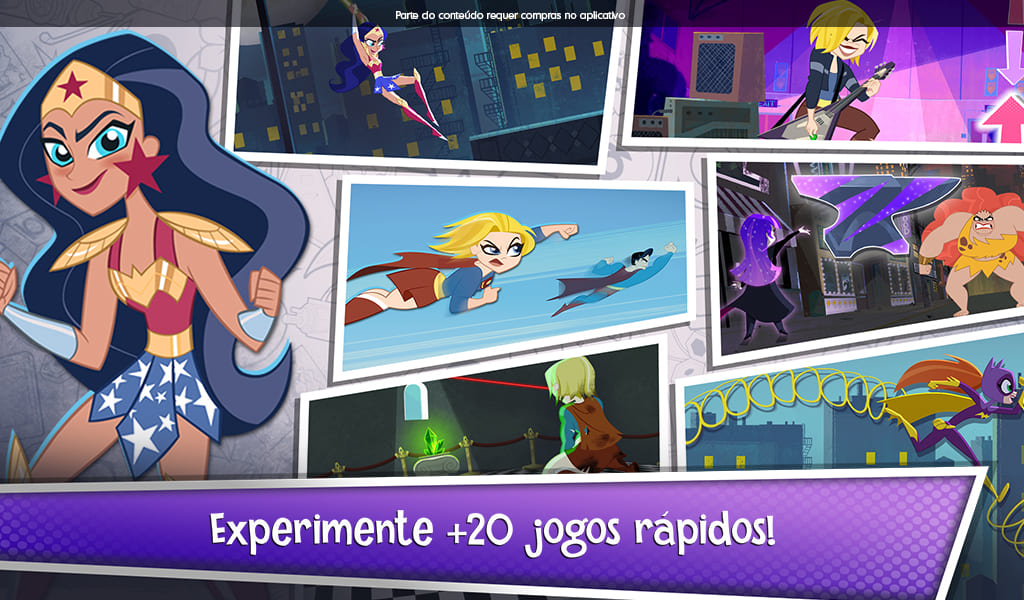 Parte do conteúdo requer compras no aplicativo
Experimente +20 jogos rápidos!